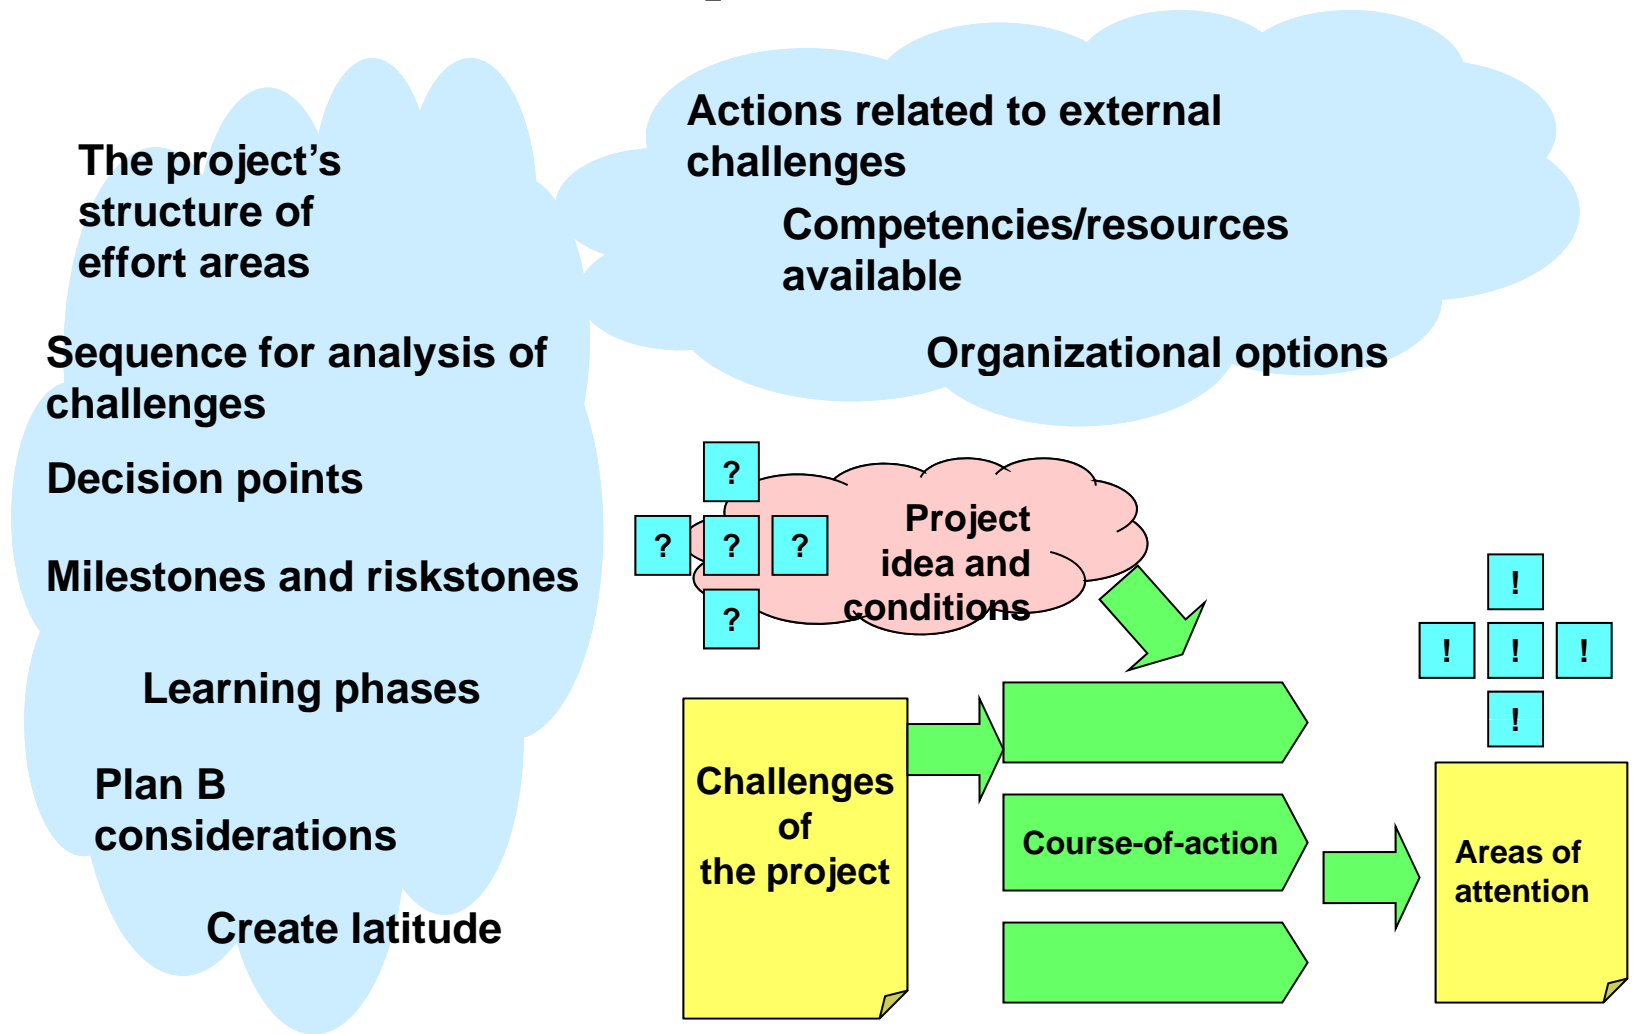 The project’s
structure of
effort areas
Sequence for analysis of
challenges
Decision points
Milestones and riskstones
Learning phases
Plan B
considerations
Create latitude
Actions related to external
challenges
Competencies/resources
available
Organizational options
?
? ? ?
?
Project
idea and
conditions
Challenges
of
the project
Course-of-action
!
! ! !
!
Areas of
attention